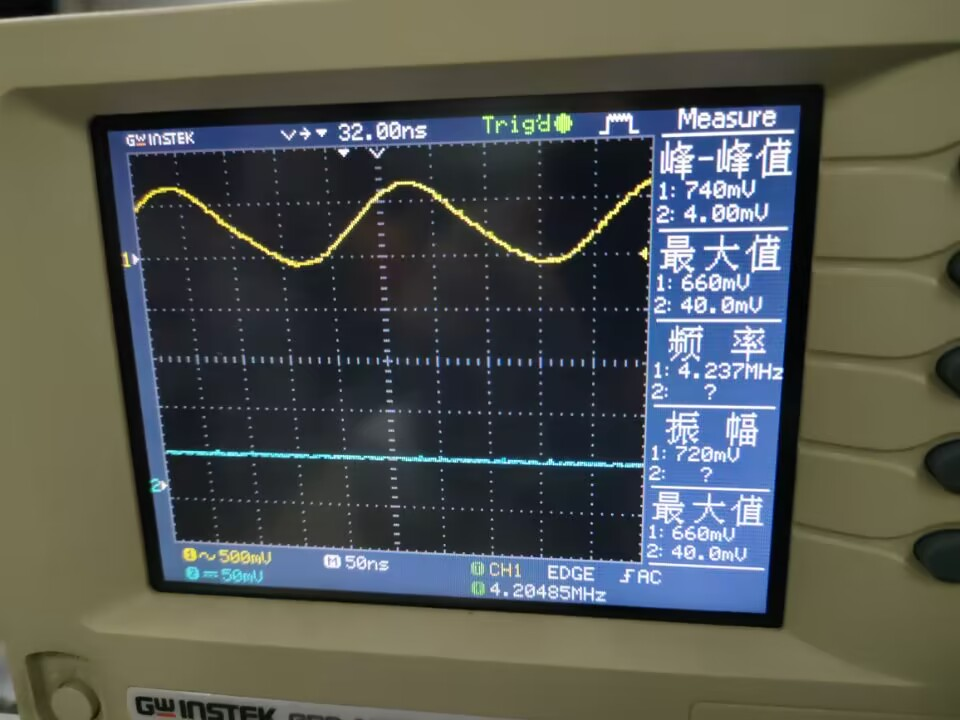 GWINSTEK 32.00ns Trig'd
Measure
峰-峰值
1: 740mV
2: 4.00mV
最大值
1: 660mV
2: 40.0mV
频率
1: 4.237MHz
2: ?
振幅
1: 720mV
2: ?
最大值
1: 660mV
2: 40.0mV
1
2
1 500mV M 50ns CH1 EDGE AC
2 50mV 4.20485MHz
GWINSTEK